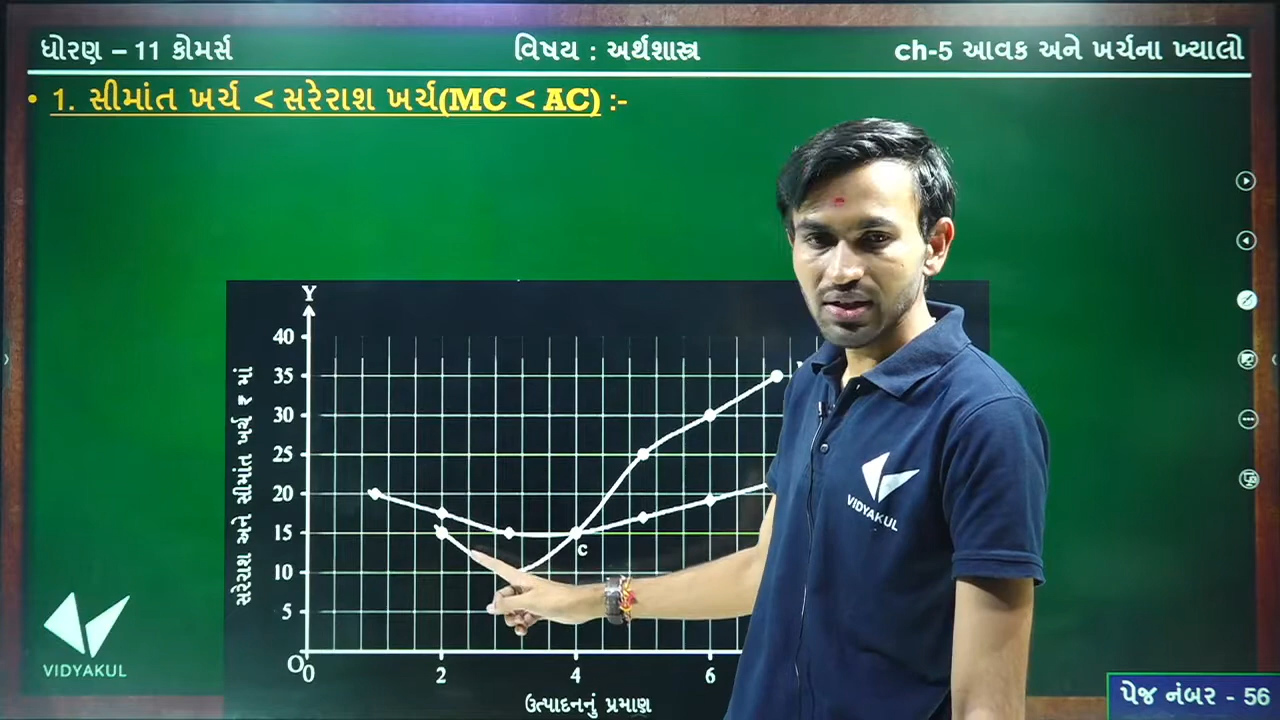 ધોરણ – 11 કોમર્સ
વિષય : અર્થશાસ્ત્ર
ch-5 આવક અને ખર્ચના ખ્યાલો
• 1. સીમાંત ખર્ચ < સરેરાશ ખર્ચ(MC < AC) :-
Y
40
35
30
25
20
15
10
5
O
સરેરાશ અને સીમાંત ખર્ચ ₹ માં
C
0 2 4 6
ઉત્પાદનનું પ્રમાણ
VIDYAKUL
VIDYAKUL
પેજ નંબર - 56